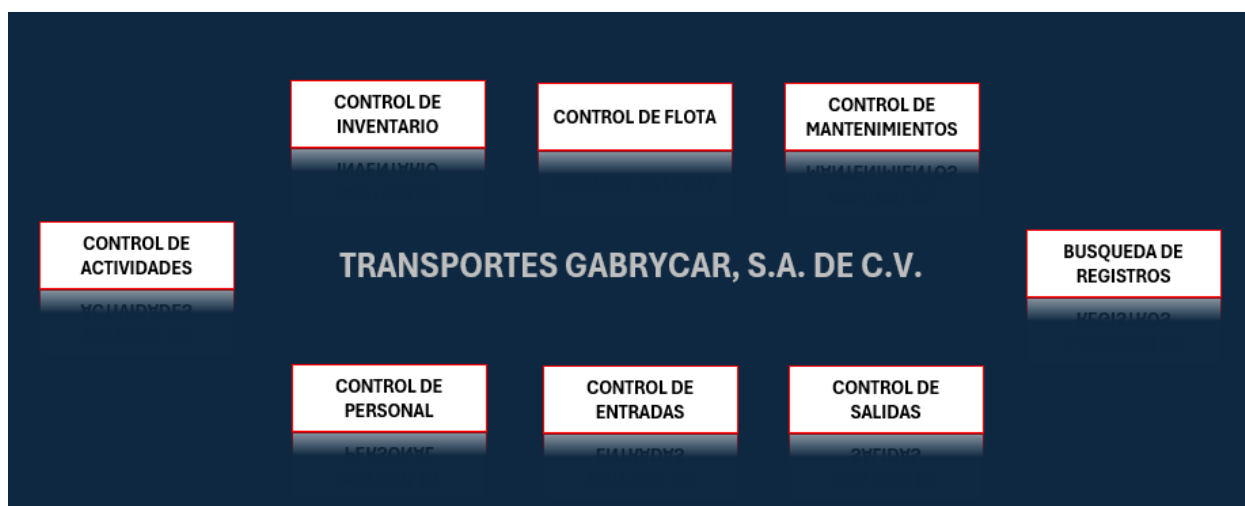 CONTROL DE
INVENTARIO
CONTROL DE FLOTA
CONTROL DE
MANTENIMIENTOS
CONTROL DE
ACTIVIDADES
TRANSPORTES GABRYCAR, S.A. DE C.V.
BUSQUEDA DE
REGISTROS
CONTROL DE
PERSONAL
CONTROL DE
ENTRADAS
CONTROL DE
SALIDAS